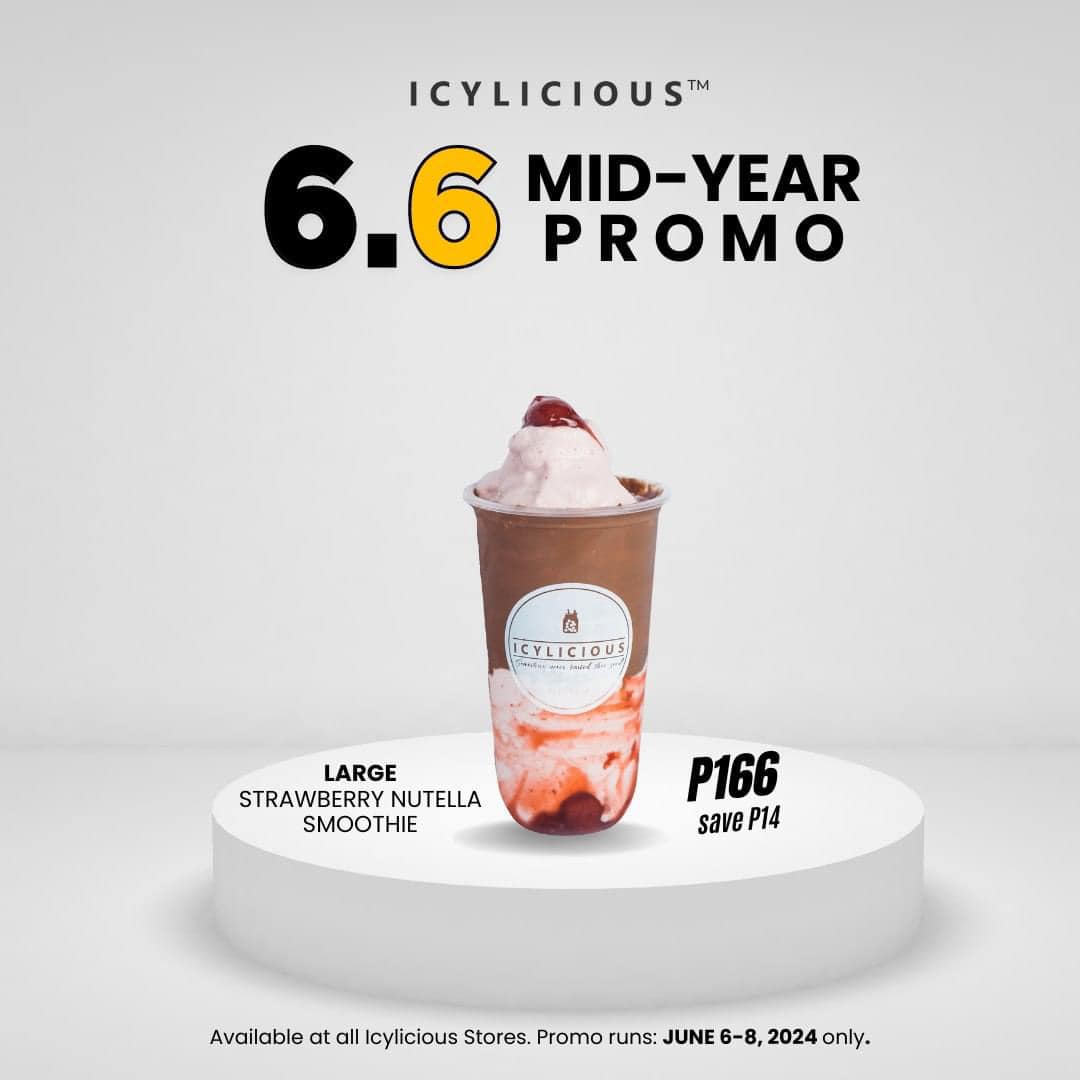 ICYLICIOUS™
6.6 MID-YEAR
PROMO
ICYLICIOUS
LARGE
STRAWBERRY NUTELLA
SMOOTHIE
P166
save P14
Available at all Icylicious Stores. Promo runs: JUNE 6-8, 2024 only.